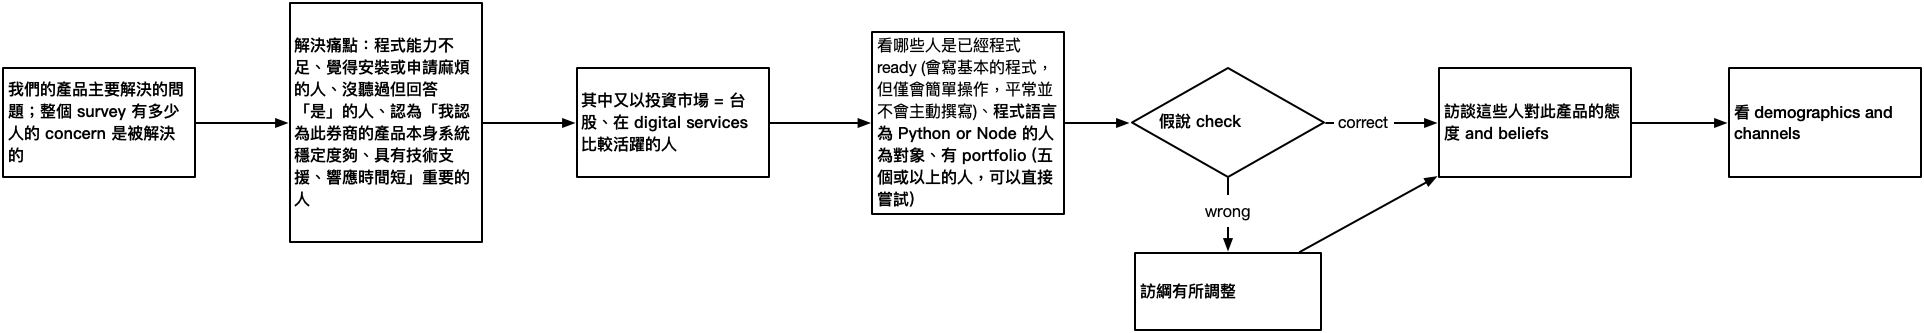 我們的產品主要解決的問
題；整個 survey 有多少
人的 concern 是被解決
的
解決痛點：程式能力不
足、覺得安裝或申請麻煩
的人、沒聽過但回答
「是」的人、認為「我認
為此券商的產品本身系統
穩定度夠、具有技術支
援、響應時間短」重要的
人
其中又以投資市場 = 台
股、在 digital services
比較活躍的人
看哪些人是已經程式
ready (會寫基本的程式，
但僅會簡單操作，平常並
不會主動撰寫)、程式語言
為 Python or Node 的人
為對象、有 portfolio (五
個或以上的人，可以直接
嘗試)
假說 check
correct
wrong
訪綱有所調整
訪談這些人對此產品的態
度 and beliefs
看 demographics and
channels